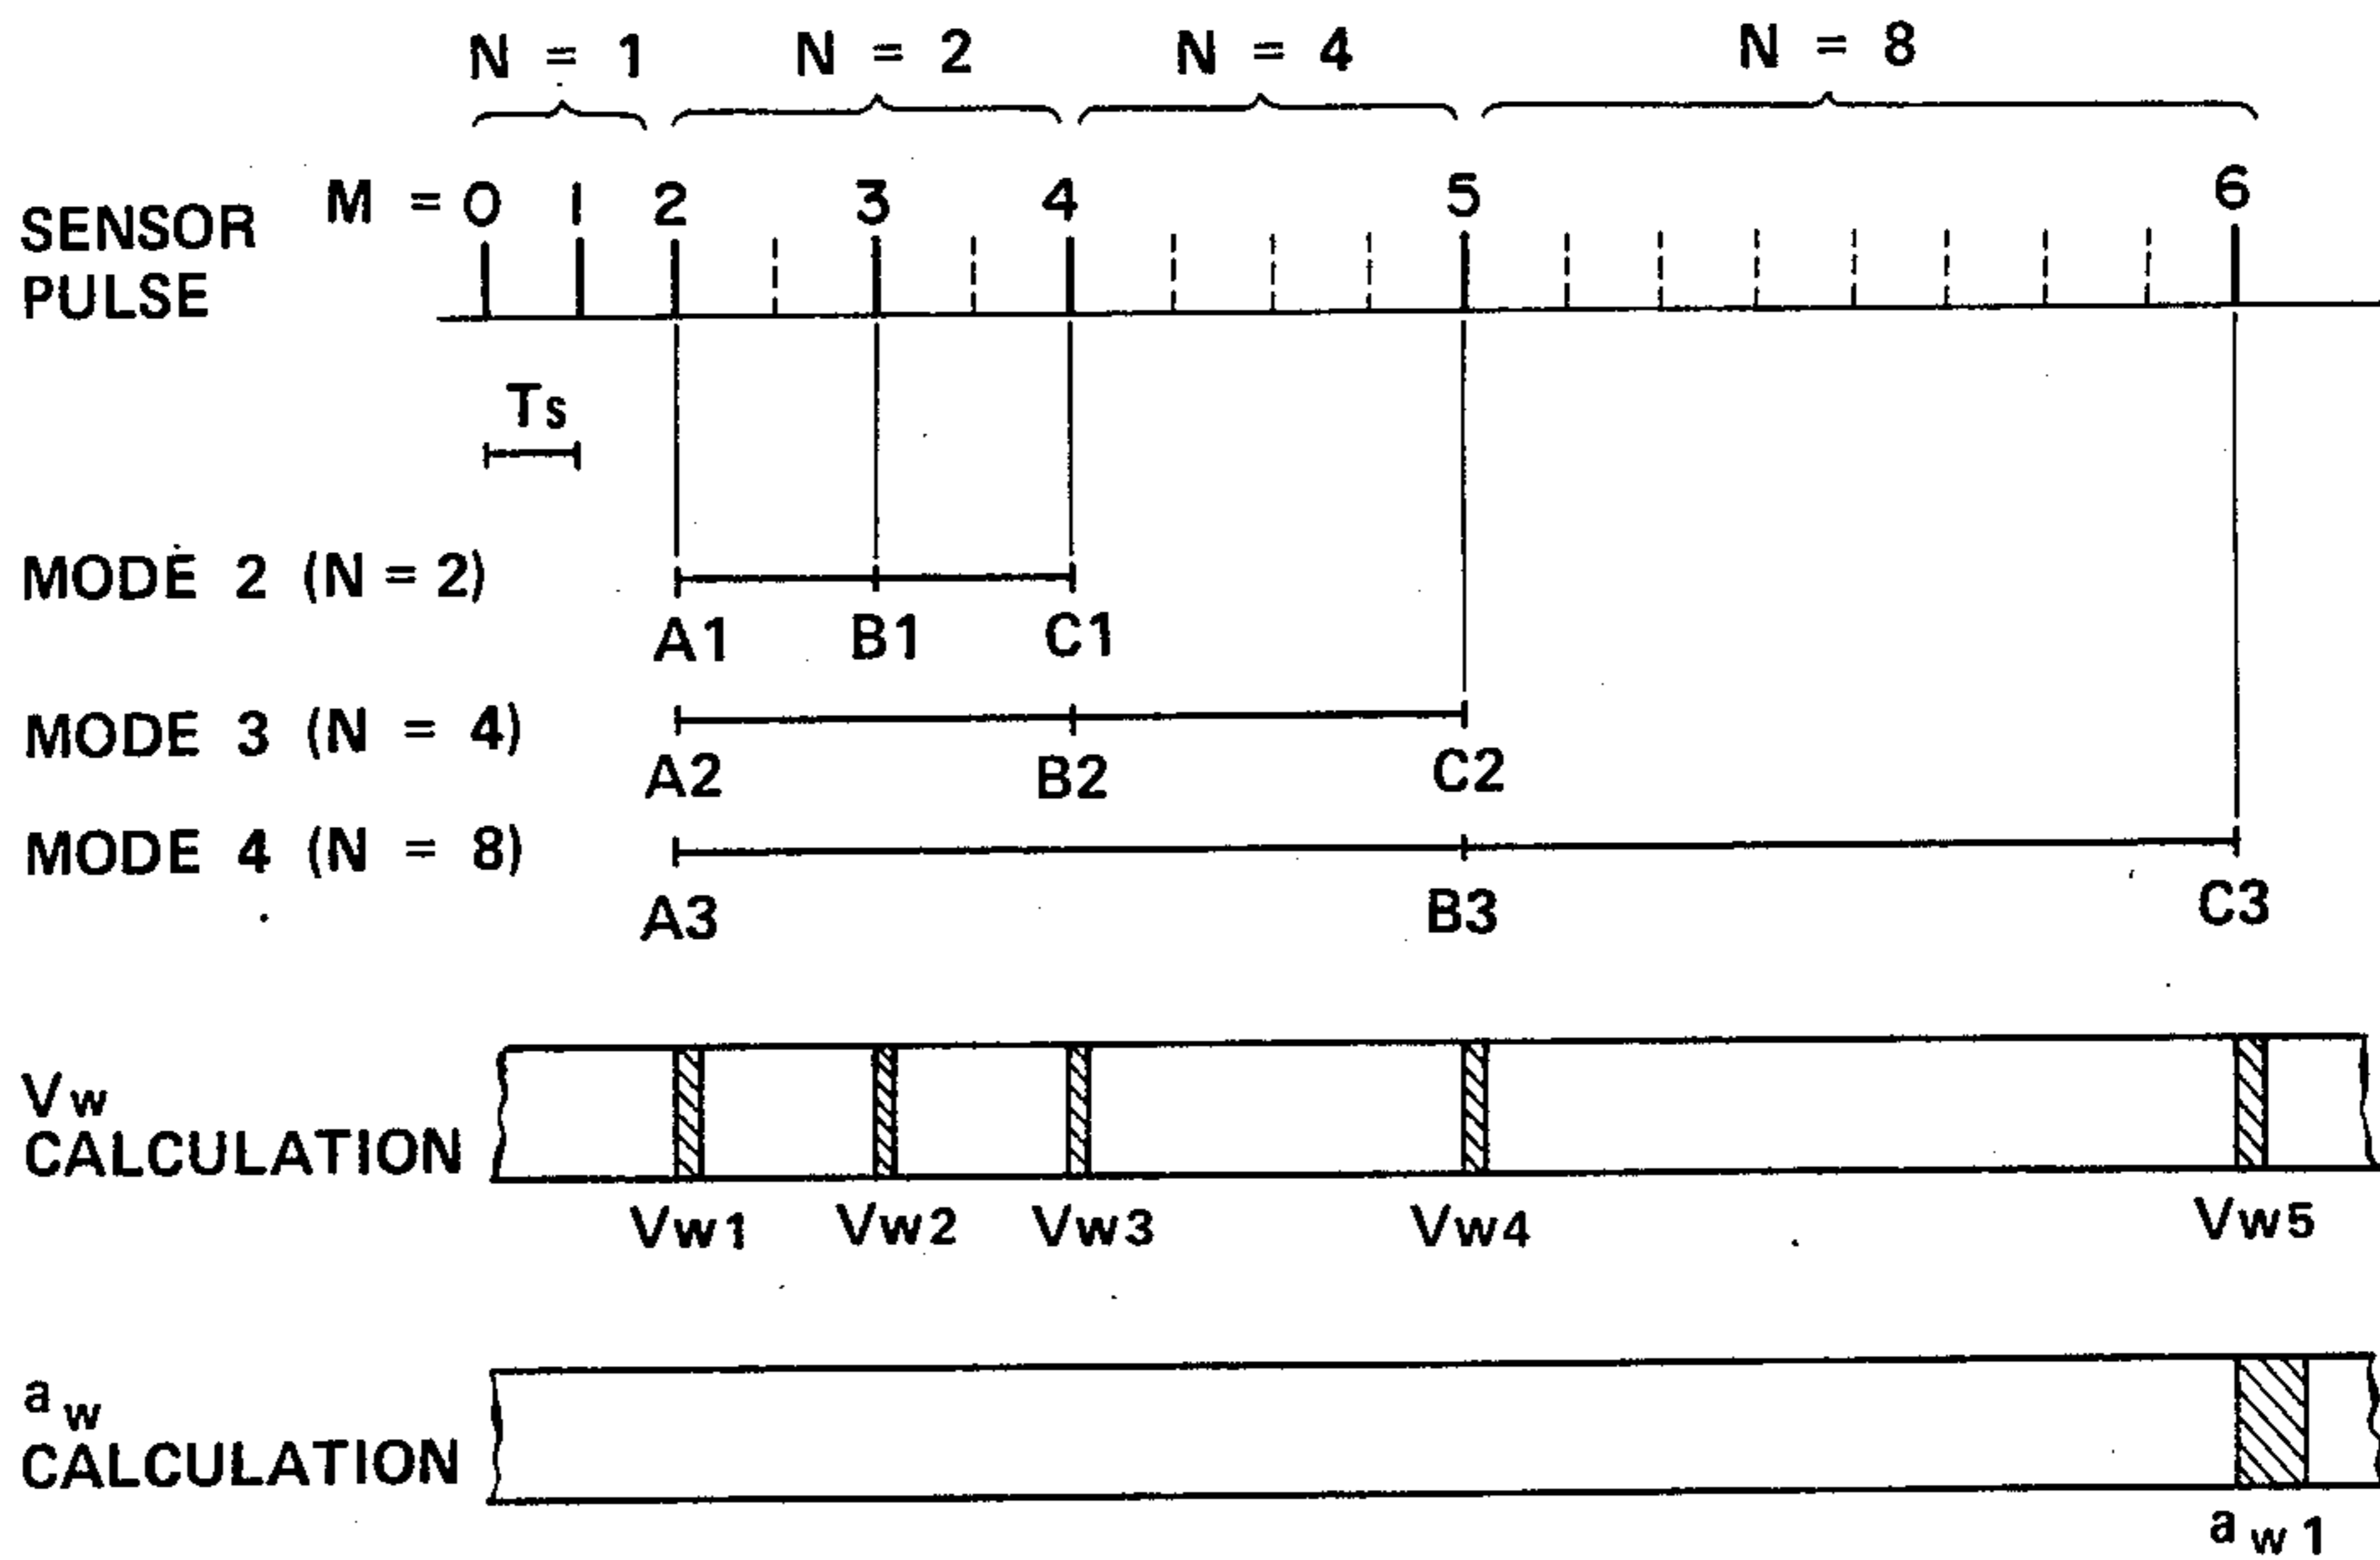 N = 1 N = 2 N = 4 N = 8
M = 0 1 2 3 4 5 6
SENSOR
PULSE
Ts
MODE 2 (N = 2)
A1 B1 C1
MODE 3 (N = 4)
A2 B2 C2
MODE 4 (N = 8)
A3 B3 C3
Vw
CALCULATION
Vw1 Vw2 Vw3 Vw4 Vw5
aw
CALCULATION
aw1